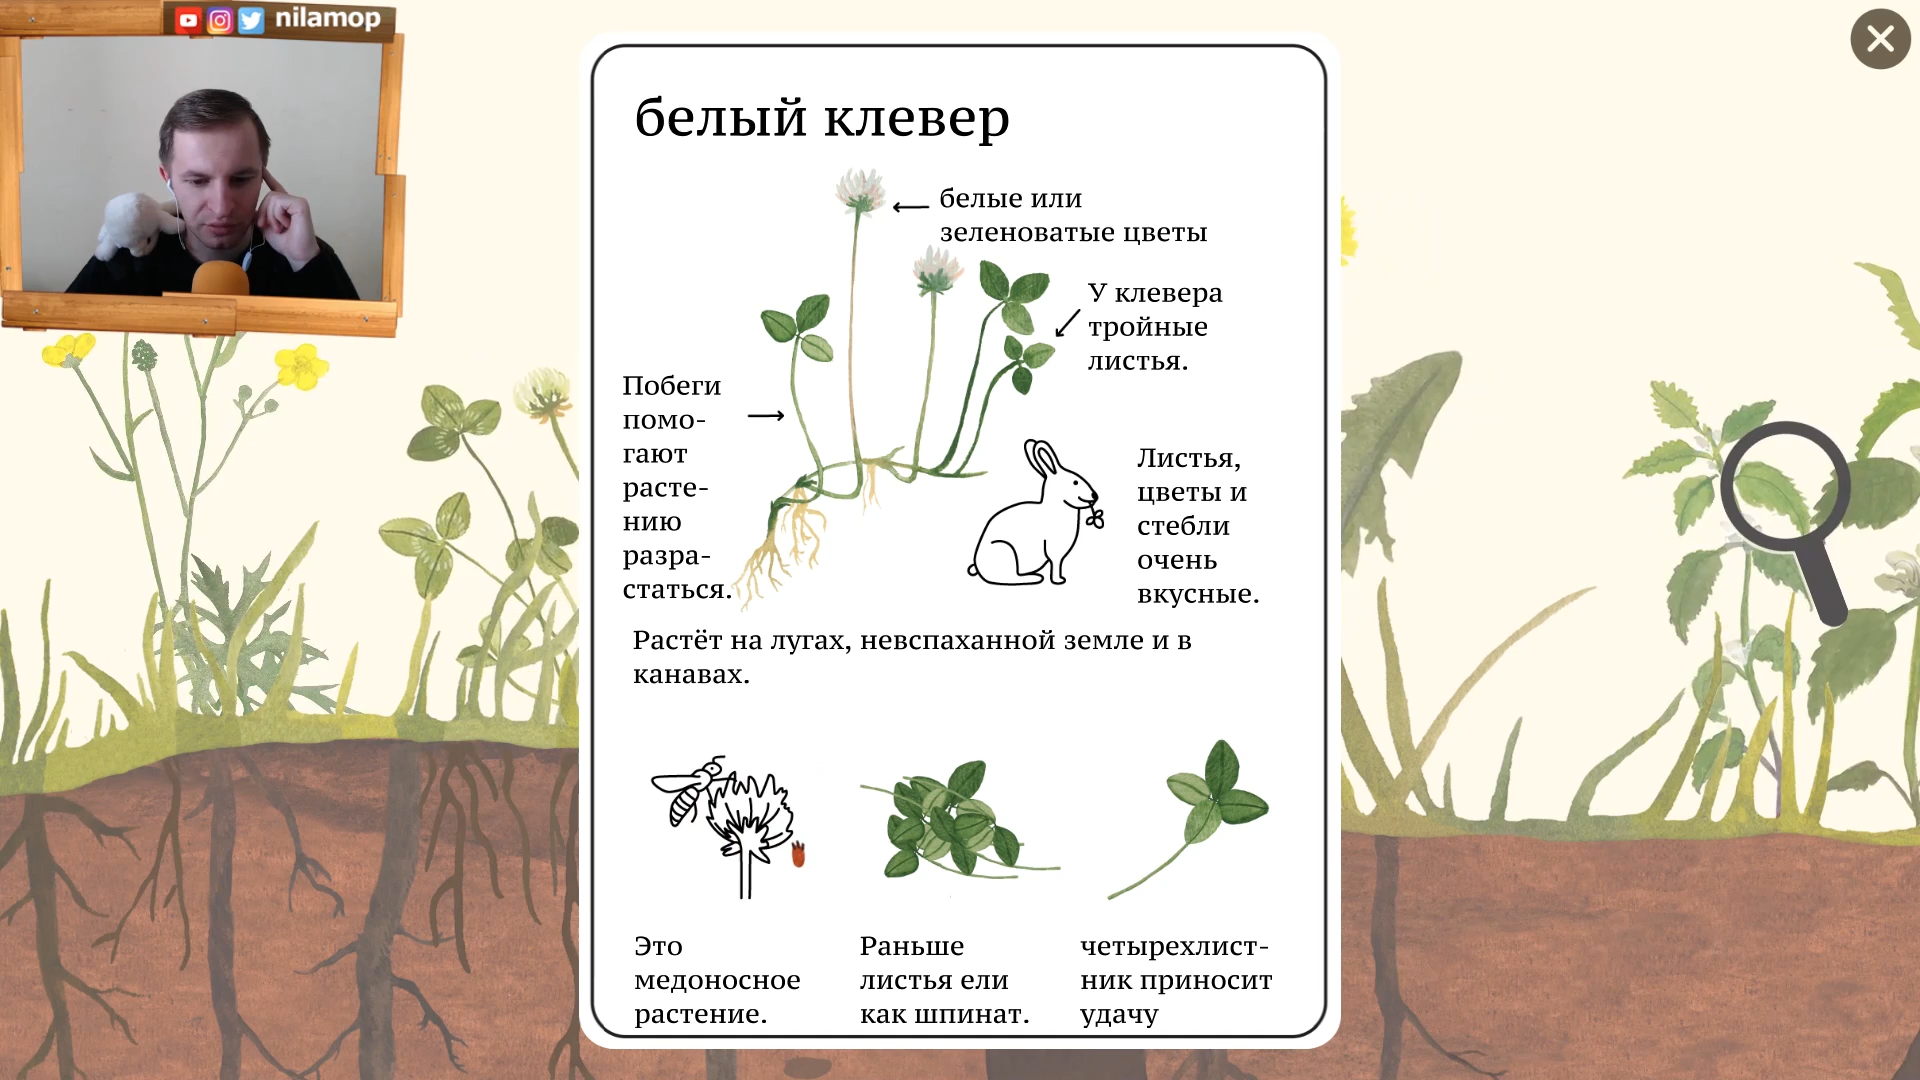 nilamop
белый клевер
белые или
зеленоватые цветы
У клевера
тройные
листья.
Побеги
помо-
гают
расте-
нию
разра-
статься.
Листья,
цветы и
стебли
очень
вкусные.
Растёт на лугах, невспаханной земле и в
канавах.
Это
медоносное
растение.
Раньше
листья ели
как шпинат.
четырехлист-
ник приносит
удачу